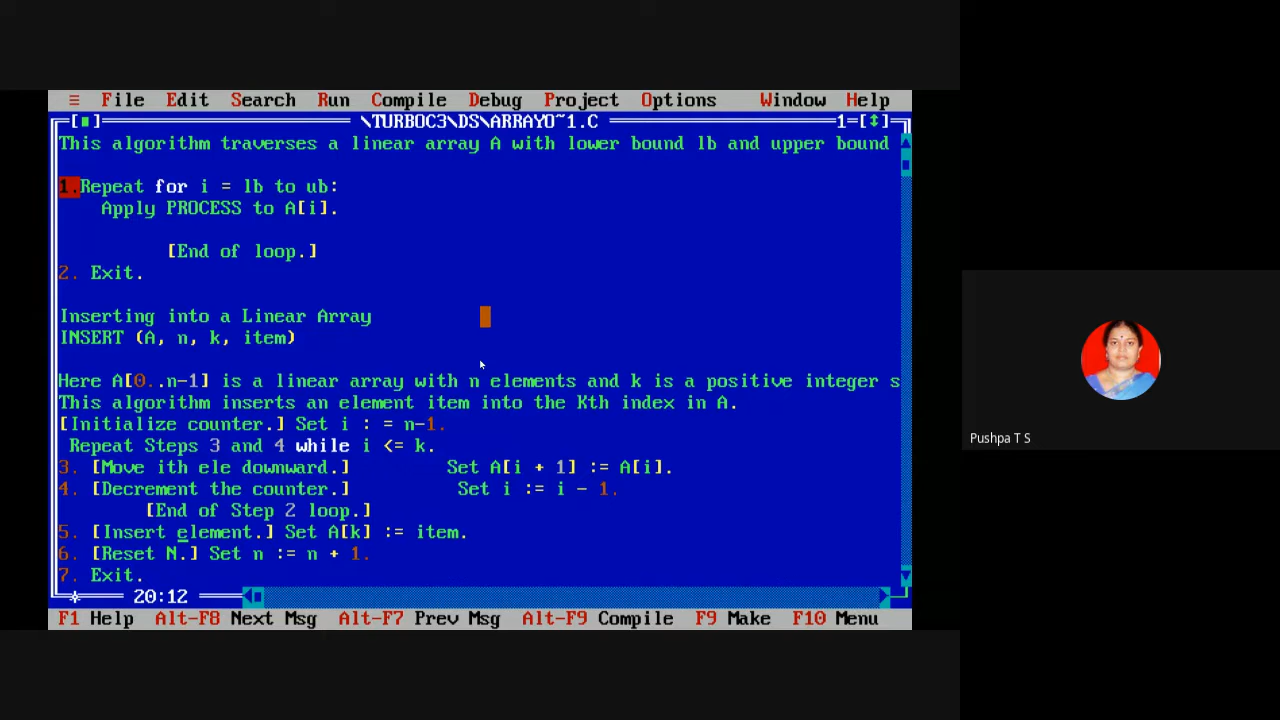 ≡ File Edit Search Run Compile Debug Project Options Window Help
[■] \TURBOC3\DS\ARRAYO~1.C 1=[↕]
This algorithm traverses a linear array A with lower bound lb and upper bound
1.Repeat for i = lb to ub:
Apply PROCESS to A[i].
[End of loop.]
2. Exit.
Inserting into a Linear Array
INSERT (A, n, k, item)
Here A[0..n-1] is a linear array with n elements and k is a positive integer s
This algorithm inserts an element item into the Kth index in A.
[Initialize counter.] Set i : = n-1.
Repeat Steps 3 and 4 while i <= k.
3. [Move ith ele downward.] Set A[i + 1] := A[i].
4. [Decrement the counter.] Set i := i - 1.
[End of Step 2 loop.]
5. [Insert element.] Set A[k] := item.
6. [Reset N.] Set n := n + 1.
7. Exit.
20:12
F1 Help Alt-F8 Next Msg Alt-F7 Prev Msg Alt-F9 Compile F9 Make F10 Menu
Pushpa T S